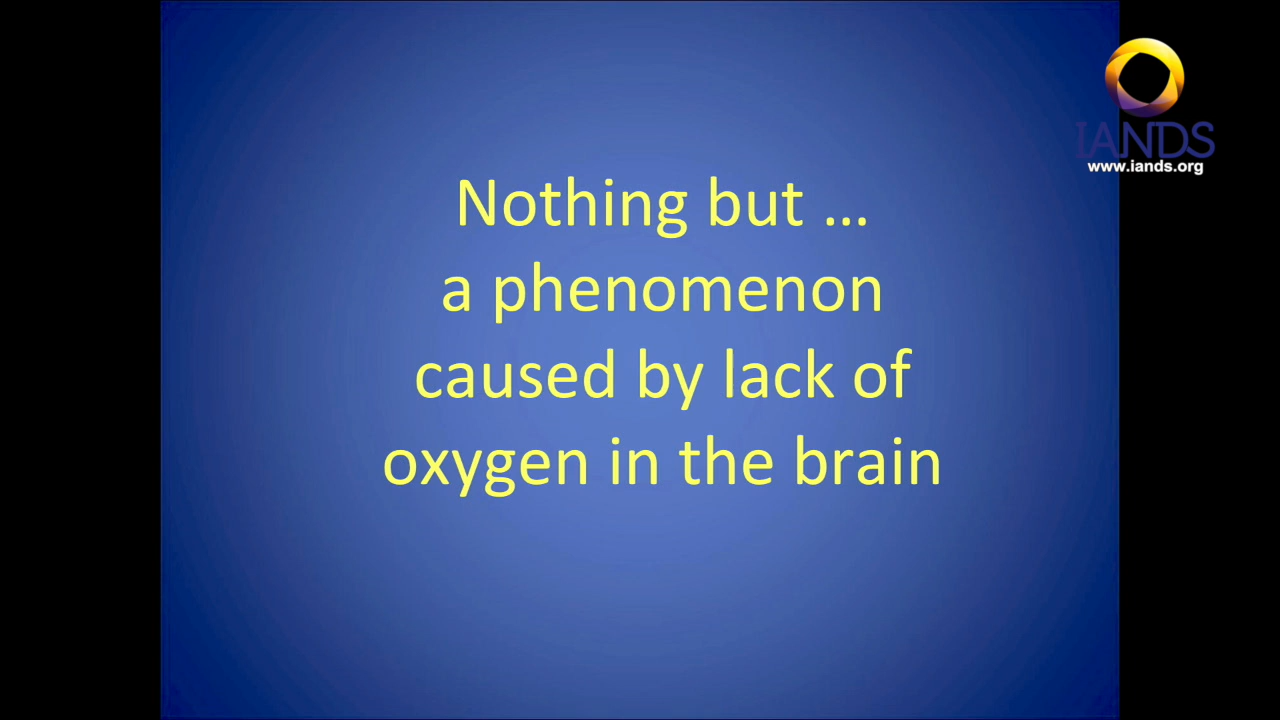 IANDS
www.iands.org
Nothing but …
a phenomenon
caused by lack of
oxygen in the brain